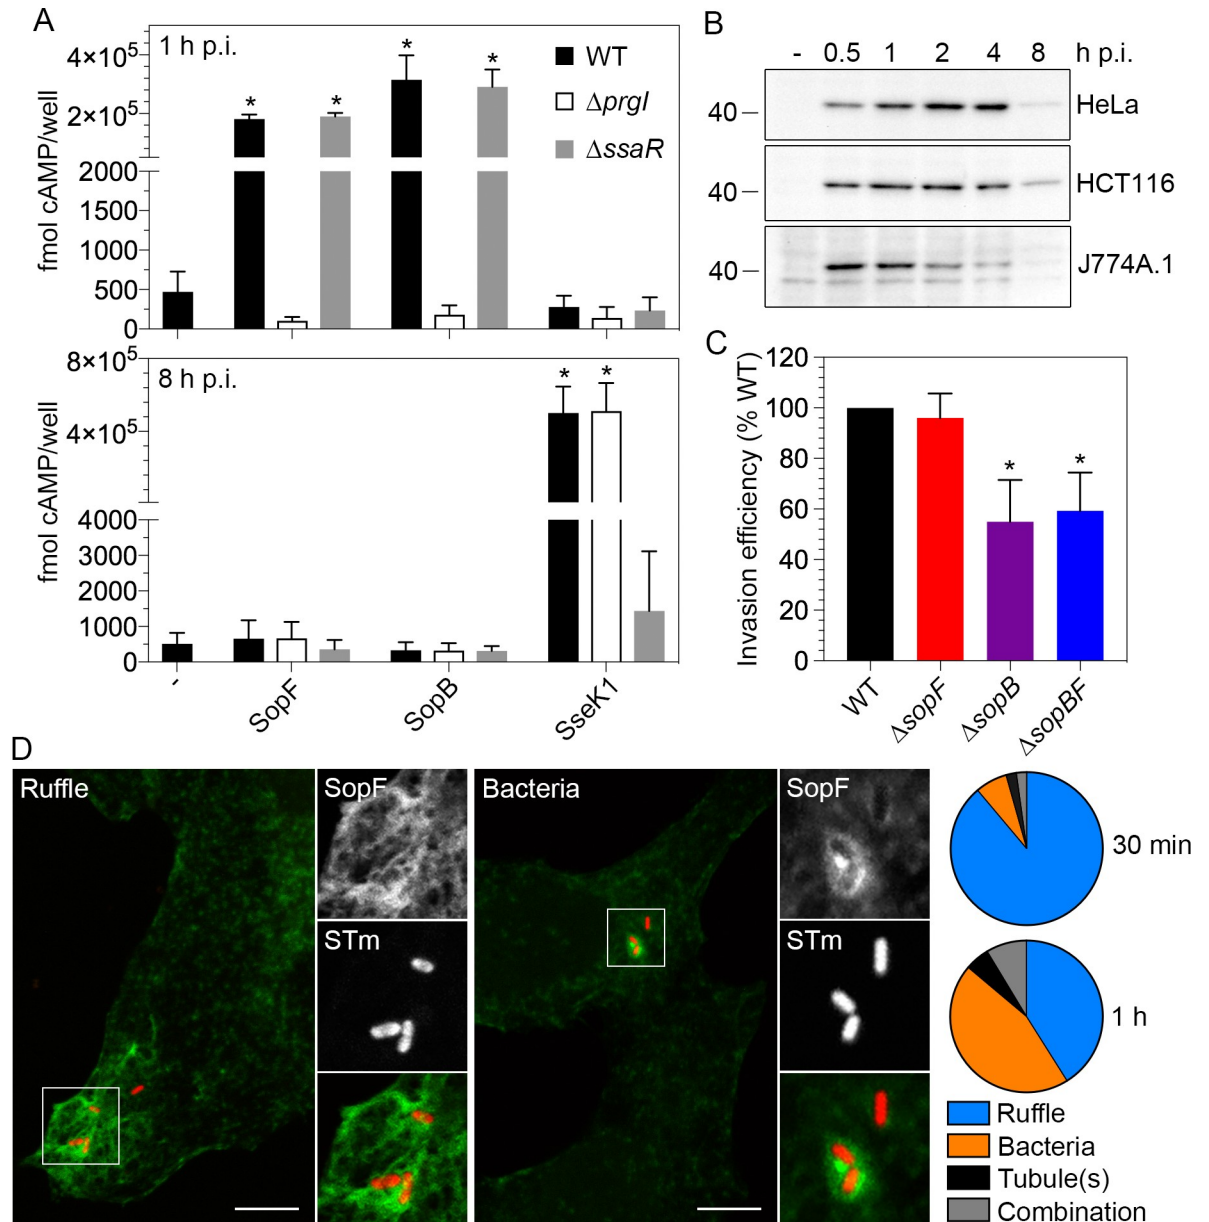 A
1 h p.i.
fmol cAMP/well
4×10⁵
2×10⁵
2000
1500
1000
500
0
* * * *
WT
ΔprgI
ΔssaR
8 h p.i.
fmol cAMP/well
8×10⁵
4×10⁵
4000
3000
2000
1000
0
* *
-
SopF
SopB
SseK1
B
- 0.5 1 2 4 8 h p.i.
40 HeLa
40 HCT116
40 J774A.1
C
Invasion efficiency (% WT)
120
100
80
60
40
20
0
* *
WT
ΔsopF
ΔsopB
ΔsopBF
D
Ruffle
SopF
STm
Bacteria
SopF
STm
30 min
1 h
Ruffle
Bacteria
Tubule(s)
Combination